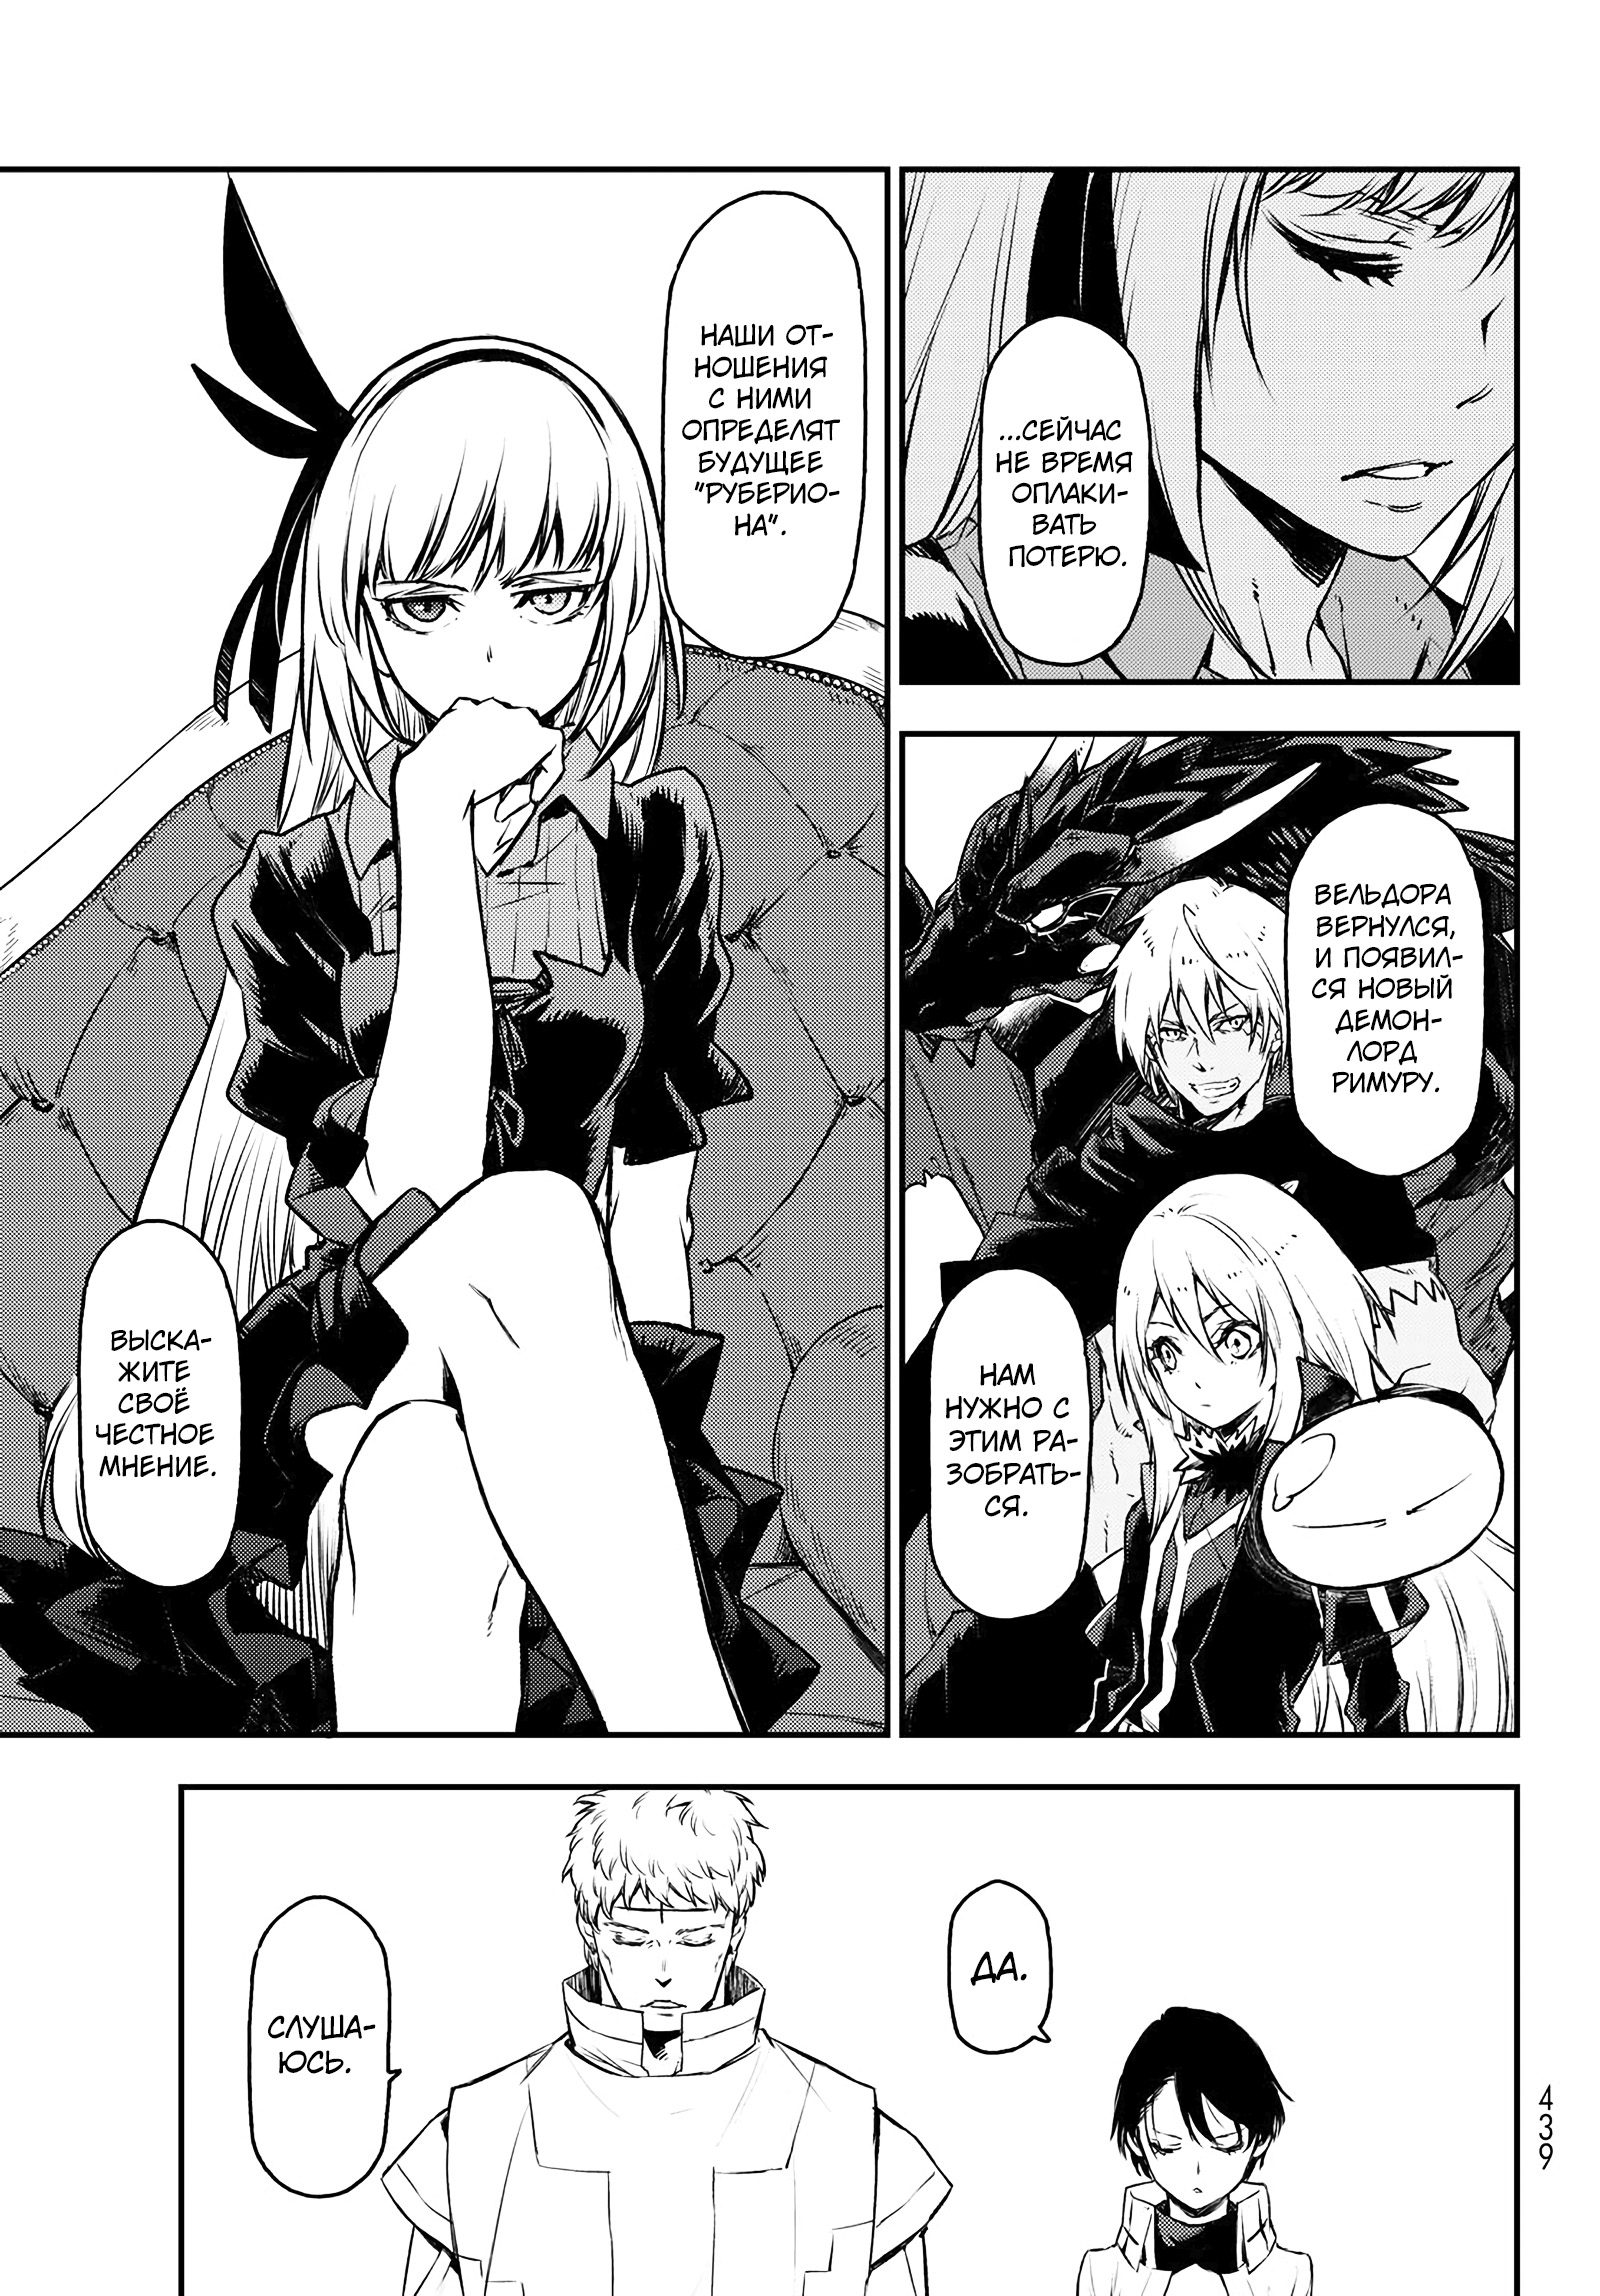 ...СЕЙЧАС
НЕ ВРЕМЯ
ОПЛАКИ-
ВАТЬ
ПОТЕРЮ.
ВЕЛЬДОРА
ВЕРНУЛСЯ,
И ПОЯВИЛ-
СЯ НОВЫЙ
ДЕМОН-
ЛОРД
РИМУРУ.
НАМ
НУЖНО С
ЭТИМ РА-
ЗОБРАТЬ-
СЯ.
НАШИ ОТ-
НОШЕНИЯ
С НИМИ
ОПРЕДЕЛЯТ
БУДУЩЕЕ
"РУБЕРИО-
НА".
ВЫСКА-
ЖИТЕ
СВОЁ
ЧЕСТНОЕ
МНЕНИЕ.
ДА.
СЛУША-
ЮСЬ.
439